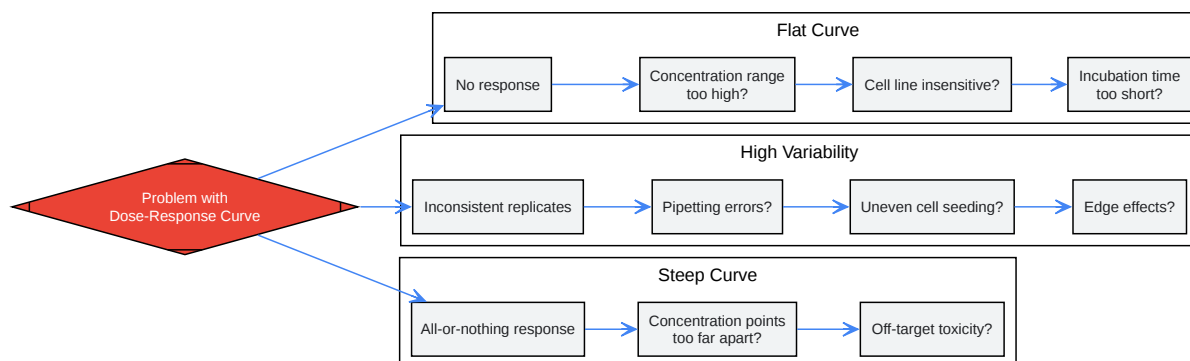 Flat Curve
No response
Concentration range
too high?
Cell line insensitive?
Incubation time
too short?
High Variability
Problem with
Dose-Response Curve
Inconsistent replicates
Pipetting errors?
Uneven cell seeding?
Edge effects?
Steep Curve
All-or-nothing response
Concentration points
too far apart?
Off-target toxicity?